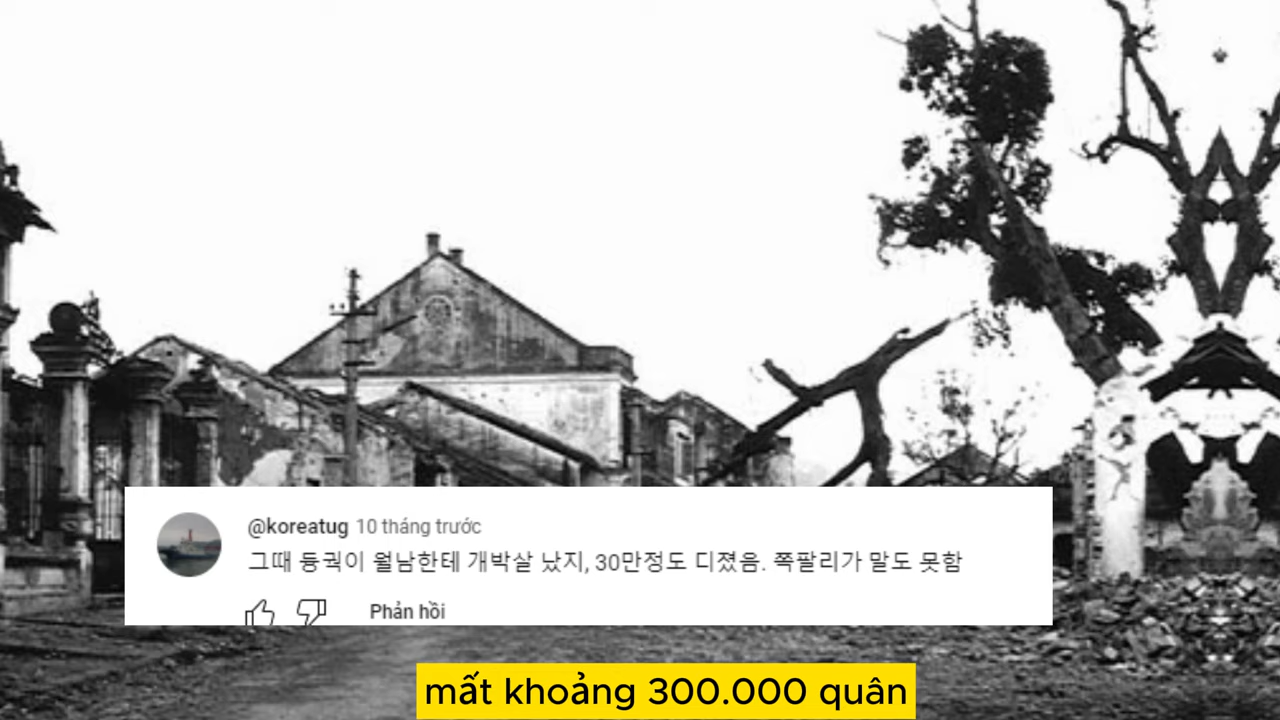 @koreatug 10 tháng trước
그때 등궈이 월남한테 개박살 났지, 30만정도 디졌음. 쪽팔리가 말도 못함
Phản hồi
mất khoảng 300.000 quân